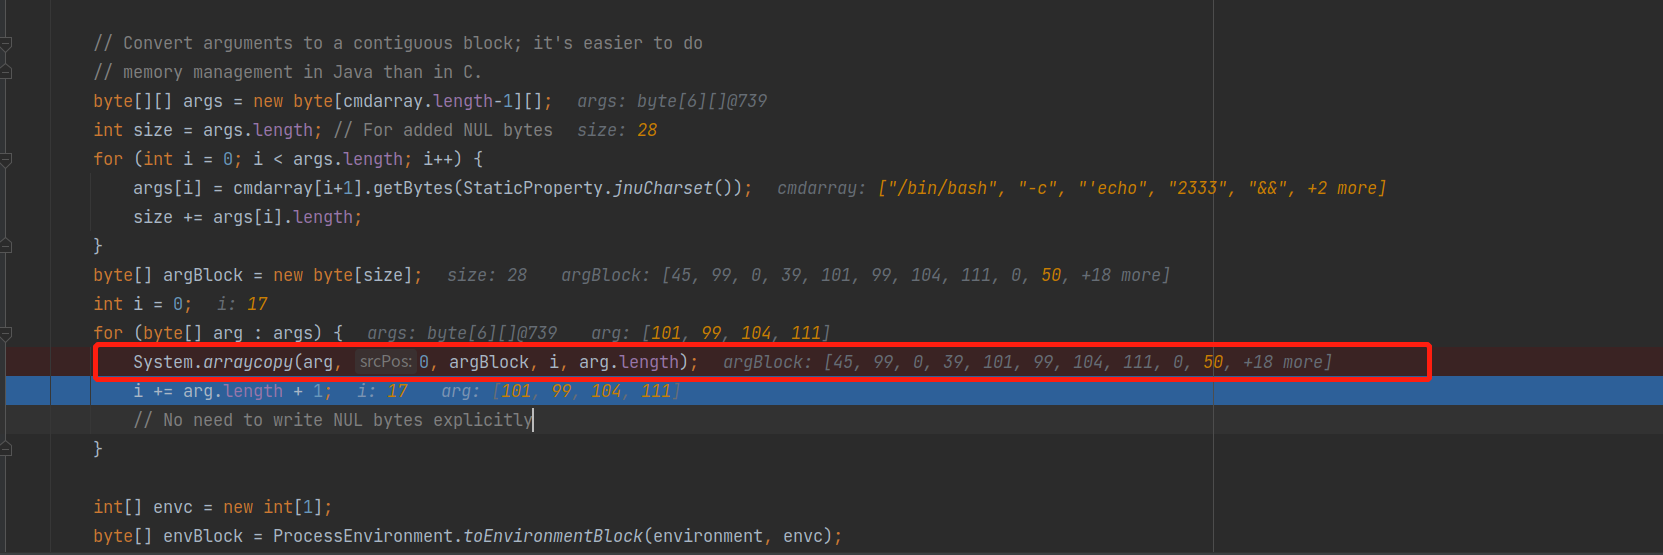 // Convert arguments to a contiguous block; it's easier to do
// memory management in Java than in C.
byte[][] args = new byte[cmdarray.length-1][]; args: byte[6][]@739
int size = args.length; // For added NUL bytes size: 28
for (int i = 0; i < args.length; i++) {
args[i] = cmdarray[i+1].getBytes(StaticProperty.jnuCharset()); cmdarray: ["/bin/bash", "-c", "'echo", "2333", "&&", +2 more]
size += args[i].length;
}
byte[] argBlock = new byte[size]; size: 28 argBlock: [45, 99, 0, 39, 101, 99, 104, 111, 0, 50, +18 more]
int i = 0; i: 17
for (byte[] arg : args) { args: byte[6][]@739 arg: [101, 99, 104, 111]
System.arraycopy(arg, srcPos: 0, argBlock, i, arg.length); argBlock: [45, 99, 0, 39, 101, 99, 104, 111, 0, 50, +18 more]
i += arg.length + 1; i: 17 arg: [101, 99, 104, 111]
// No need to write NUL bytes explicitly
}
int[] envc = new int[1];
byte[] envBlock = ProcessEnvironment.toEnvironmentBlock(environment, envc);